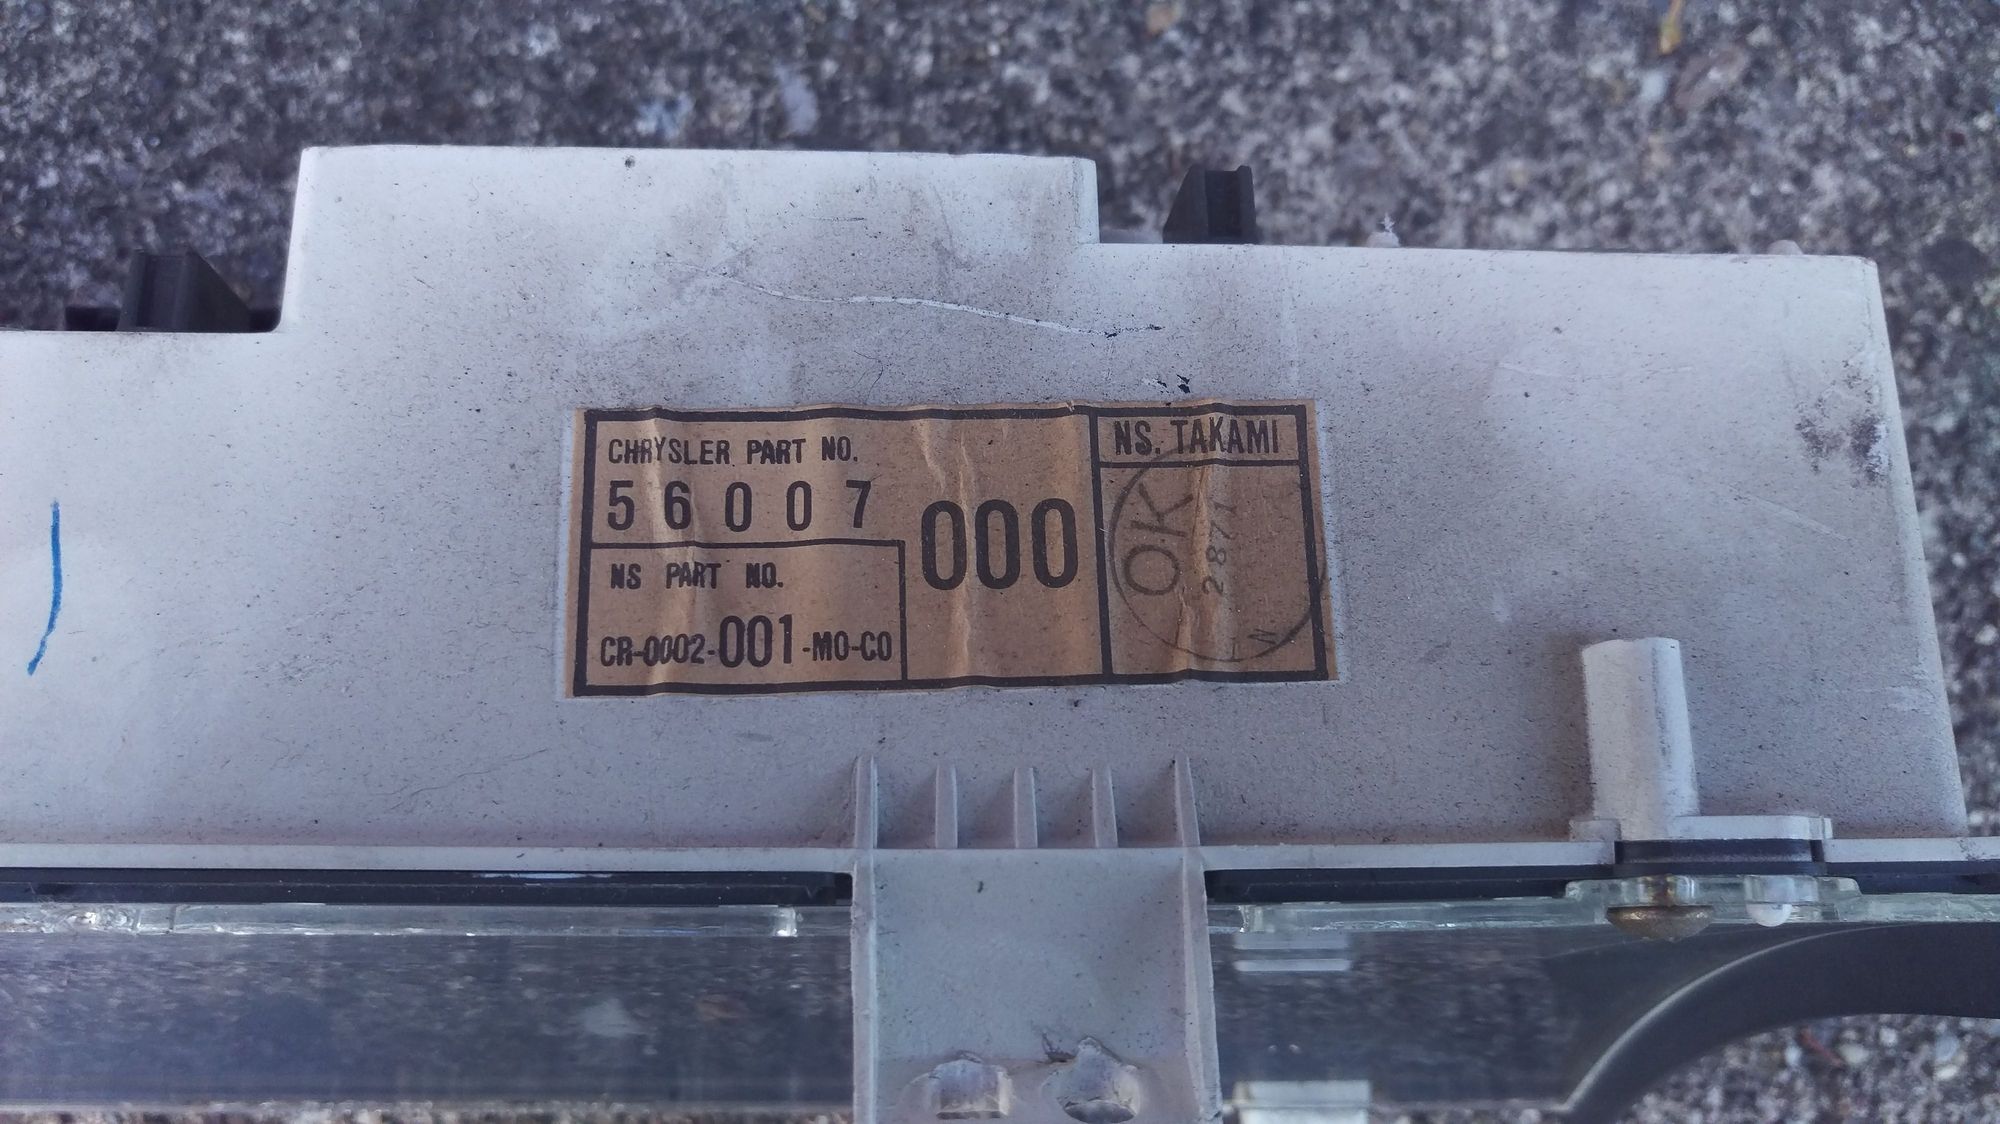 CHRYSLER PART NO.
56007 000
NS PART NO.
CR-0002-001-MO-CO
NS. TAKAMI
OK
2871
N